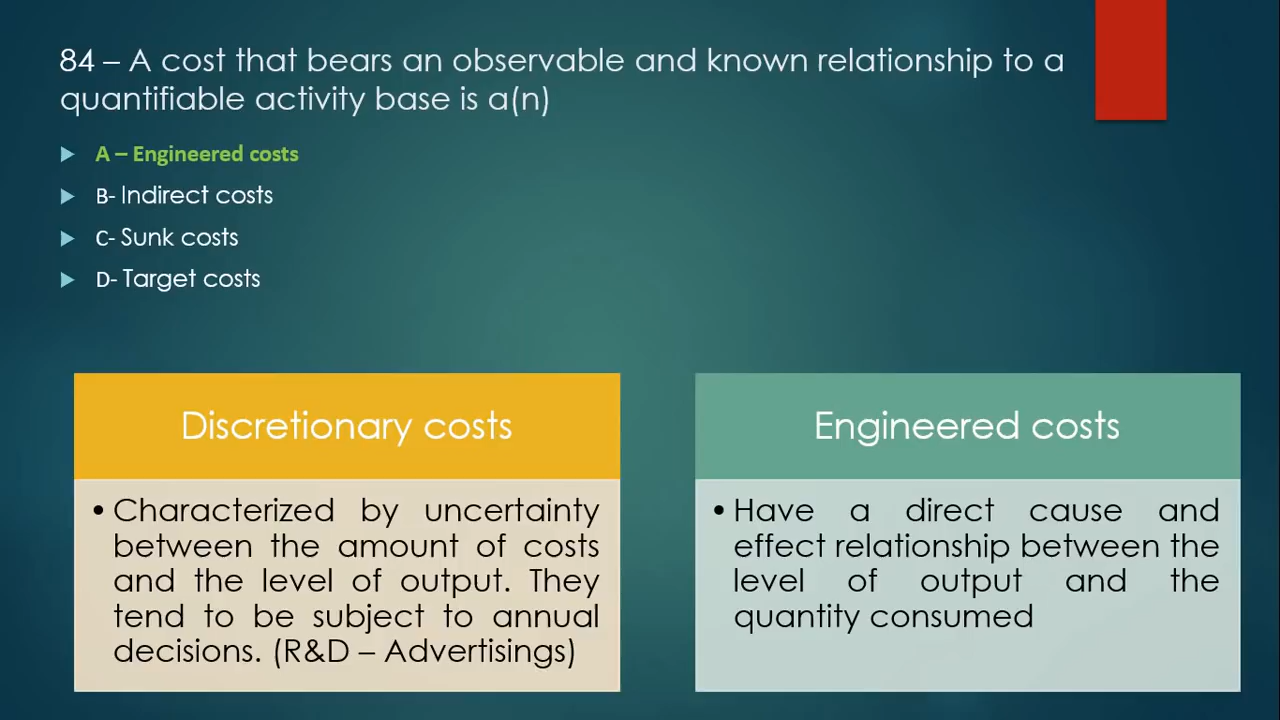 84 – A cost that bears an observable and known relationship to a
quantifiable activity base is a(n)
A – Engineered costs
B- Indirect costs
C- Sunk costs
D- Target costs
Discretionary costs
• Characterized by uncertainty
between the amount of costs
and the level of output. They
tend to be subject to annual
decisions. (R&D – Advertisings)
Engineered costs
• Have a direct cause and
effect relationship between the
level of output and the
quantity consumed